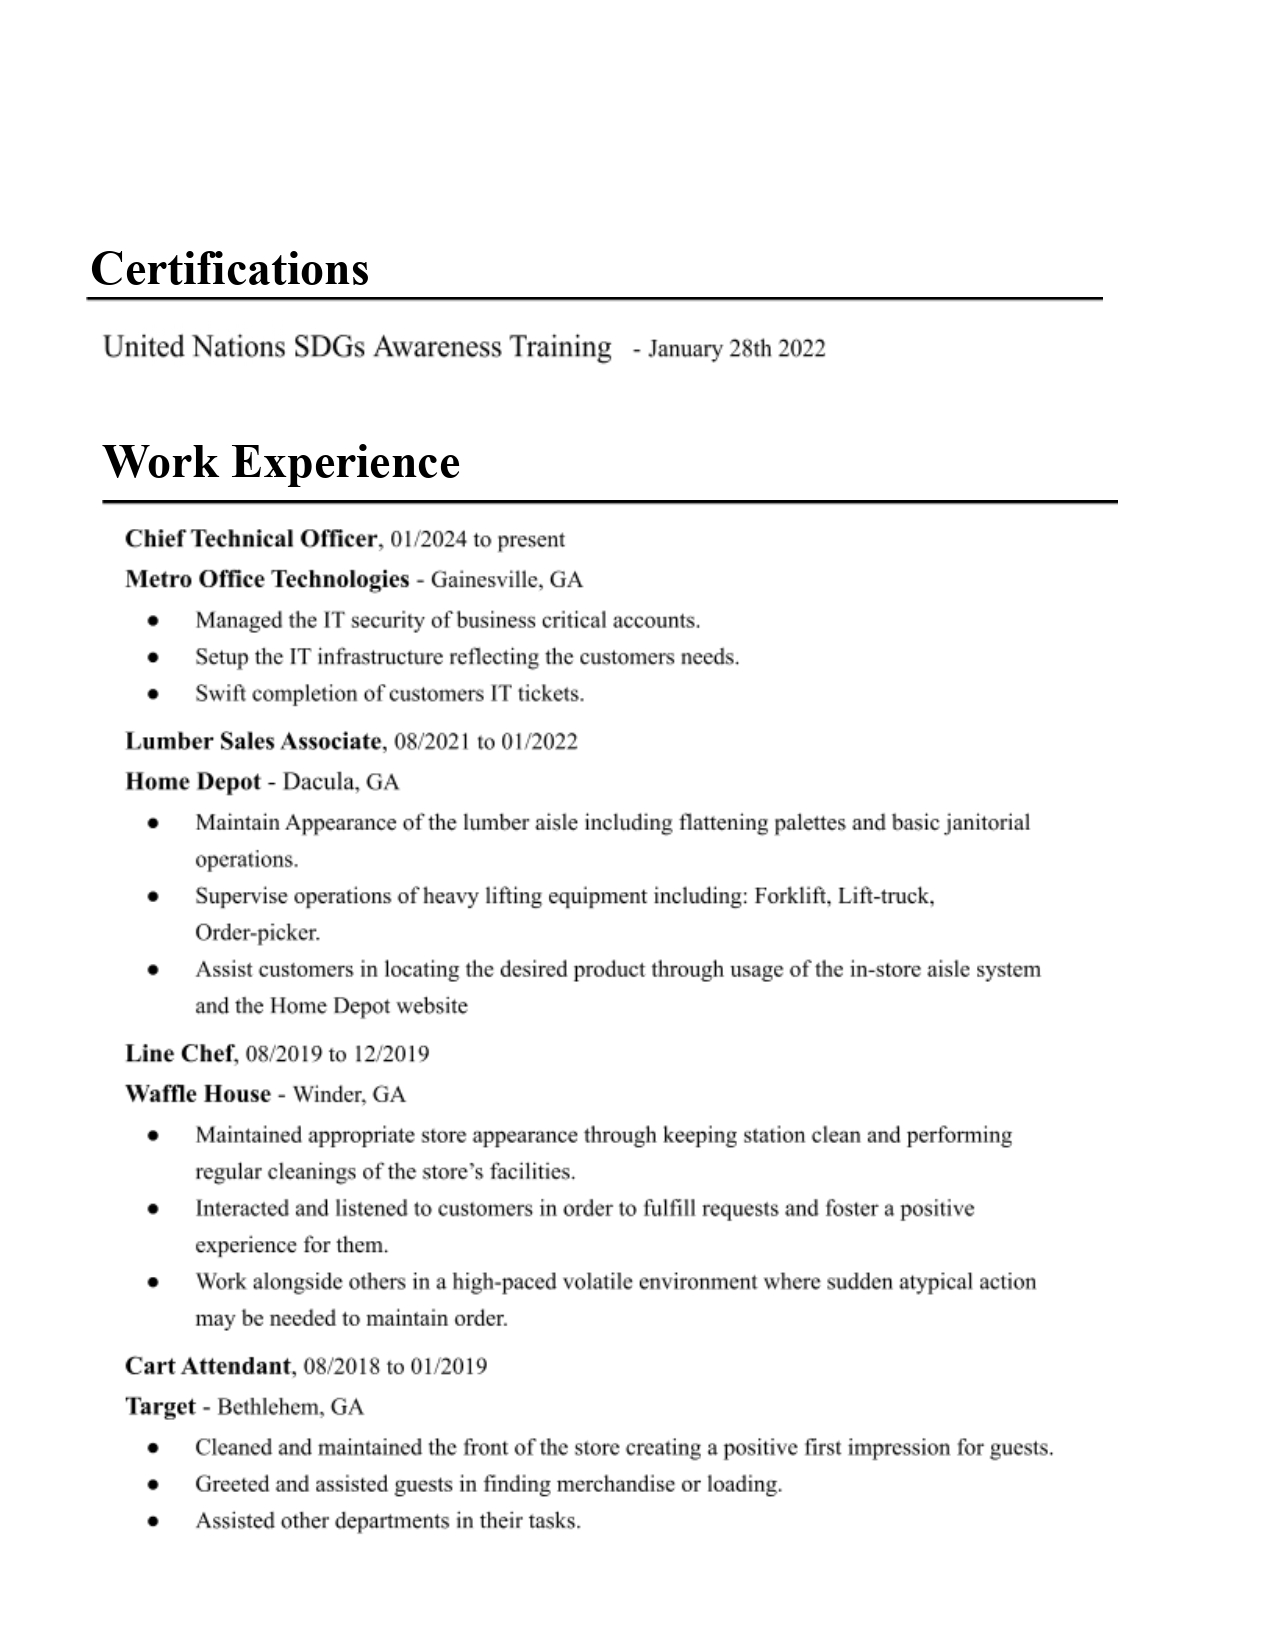 Certifications
United Nations SDGs Awareness Training - January 28th 2022
Work Experience
Chief Technical Officer, 01/2024 to present
Metro Office Technologies - Gainesville, GA
● Managed the IT security of business critical accounts.
● Setup the IT infrastructure reflecting the customers needs.
● Swift completion of customers IT tickets.
Lumber Sales Associate, 08/2021 to 01/2022
Home Depot - Dacula, GA
● Maintain Appearance of the lumber aisle including flattening palettes and basic janitorial
operations.
● Supervise operations of heavy lifting equipment including: Forklift, Lift-truck,
Order-picker.
● Assist customers in locating the desired product through usage of the in-store aisle system
and the Home Depot website
Line Chef, 08/2019 to 12/2019
Waffle House - Winder, GA
● Maintained appropriate store appearance through keeping station clean and performing
regular cleanings of the store’s facilities.
● Interacted and listened to customers in order to fulfill requests and foster a positive
experience for them.
● Work alongside others in a high-paced volatile environment where sudden atypical action
may be needed to maintain order.
Cart Attendant, 08/2018 to 01/2019
Target - Bethlehem, GA
● Cleaned and maintained the front of the store creating a positive first impression for guests.
● Greeted and assisted guests in finding merchandise or loading.
● Assisted other departments in their tasks.